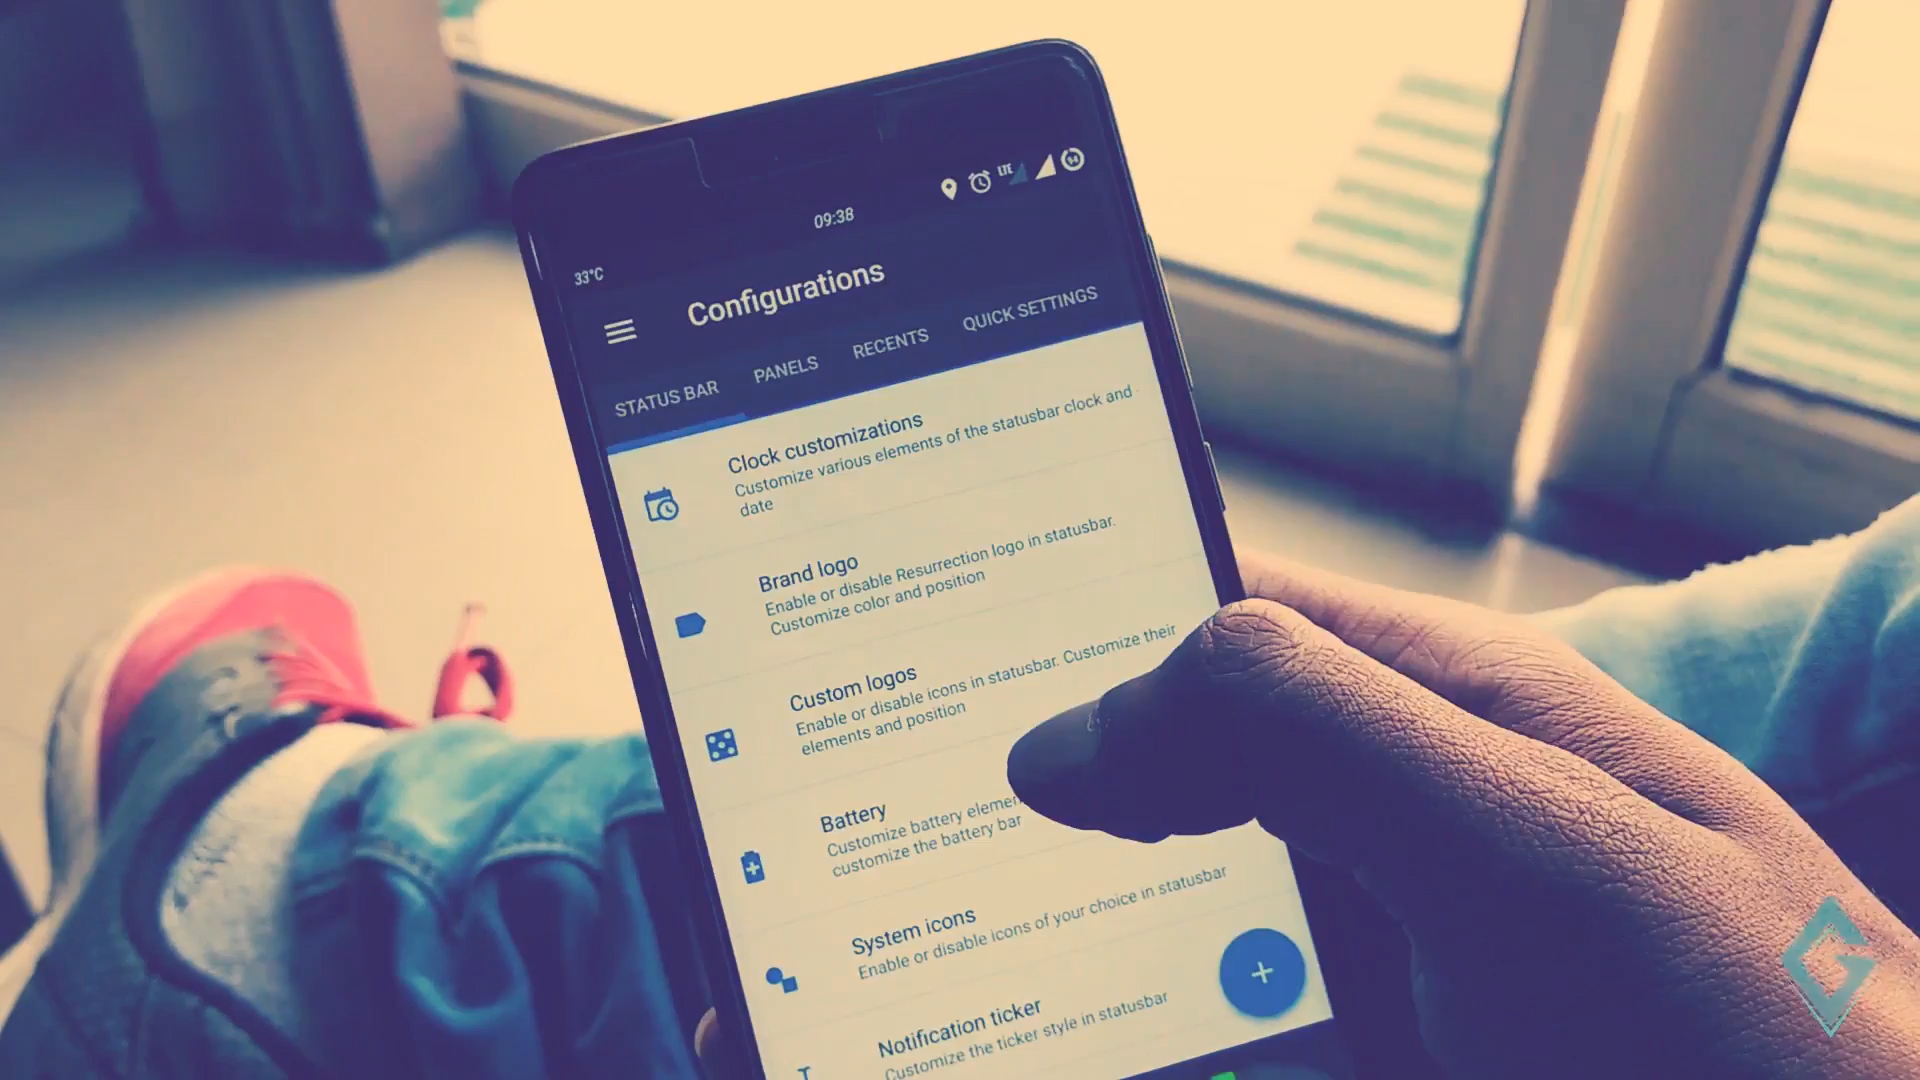 LTE
94
09:38
33°C
Configurations
STATUS BAR PANELS RECENTS QUICK SETTINGS
Clock customizations
Customize various elements of the statusbar clock and
date
Brand logo
Enable or disable Resurrection logo in statusbar.
Customize color and position
Custom logos
Enable or disable icons in statusbar. Customize their
elements and position
Battery
Customize battery
customize the battery bar
System icons
Enable or disable icons of your choice in statusbar
Notification ticker
Customize the ticker style in statusbar